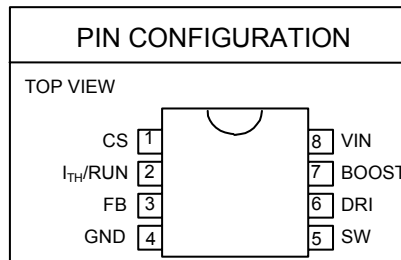 PIN CONFIGURATION
TOP VIEW
CS 1 8 VIN
I_TH/RUN 2 7 BOOST
FB 3 6 DRI
GND 4 5 SW